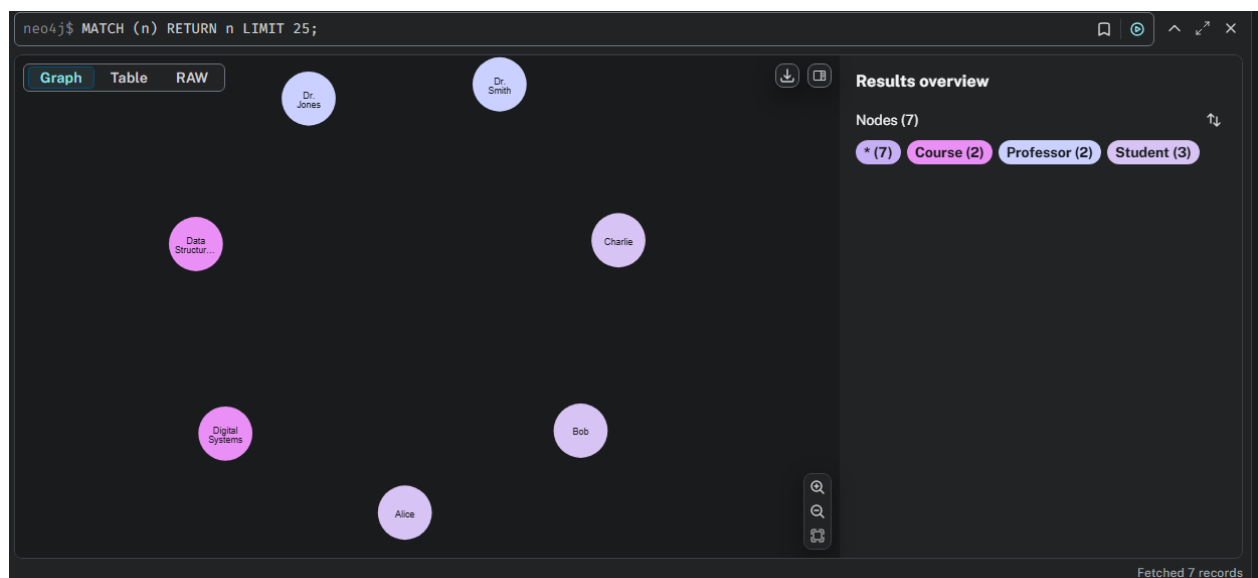 neo4j$ MATCH (n) RETURN n LIMIT 25;
Graph Table RAW
Results overview
Nodes (7)
* (7) Course (2) Professor (2) Student (3)
Dr.
Jones
Dr.
Smith
Data
Structur...
Charlie
Digital
Systems
Bob
Alice
Fetched 7 records